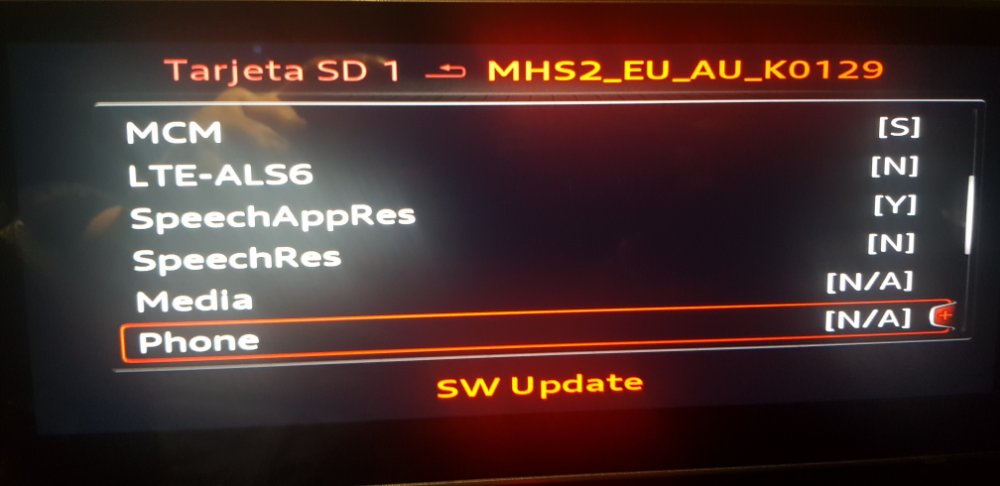 Tarjeta SD 1 MHS2_EU_AU_K0129
MCM [S]
LTE-ALS6 [N]
SpeechAppRes [Y]
SpeechRes [N]
Media [N/A]
Phone [N/A]
SW Update